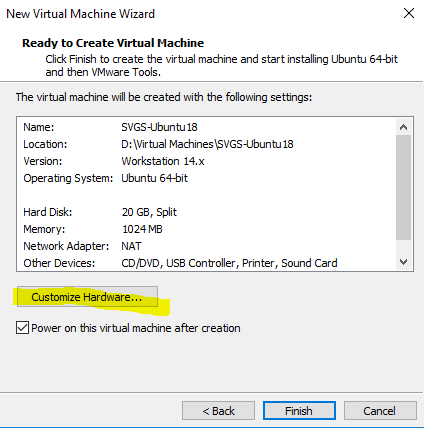 New Virtual Machine Wizard
Ready to Create Virtual Machine
Click Finish to create the virtual machine and start installing Ubuntu 64-bit
and then VMware Tools.
The virtual machine will be created with the following settings:
Name: SVGS-Ubuntu18
Location: D:\Virtual Machines\SVGS-Ubuntu18
Version: Workstation 14.x
Operating System: Ubuntu 64-bit
Hard Disk: 20 GB, Split
Memory: 1024 MB
Network Adapter: NAT
Other Devices: CD/DVD, USB Controller, Printer, Sound Card
Customize Hardware...
Power on this virtual machine after creation
< Back Finish Cancel